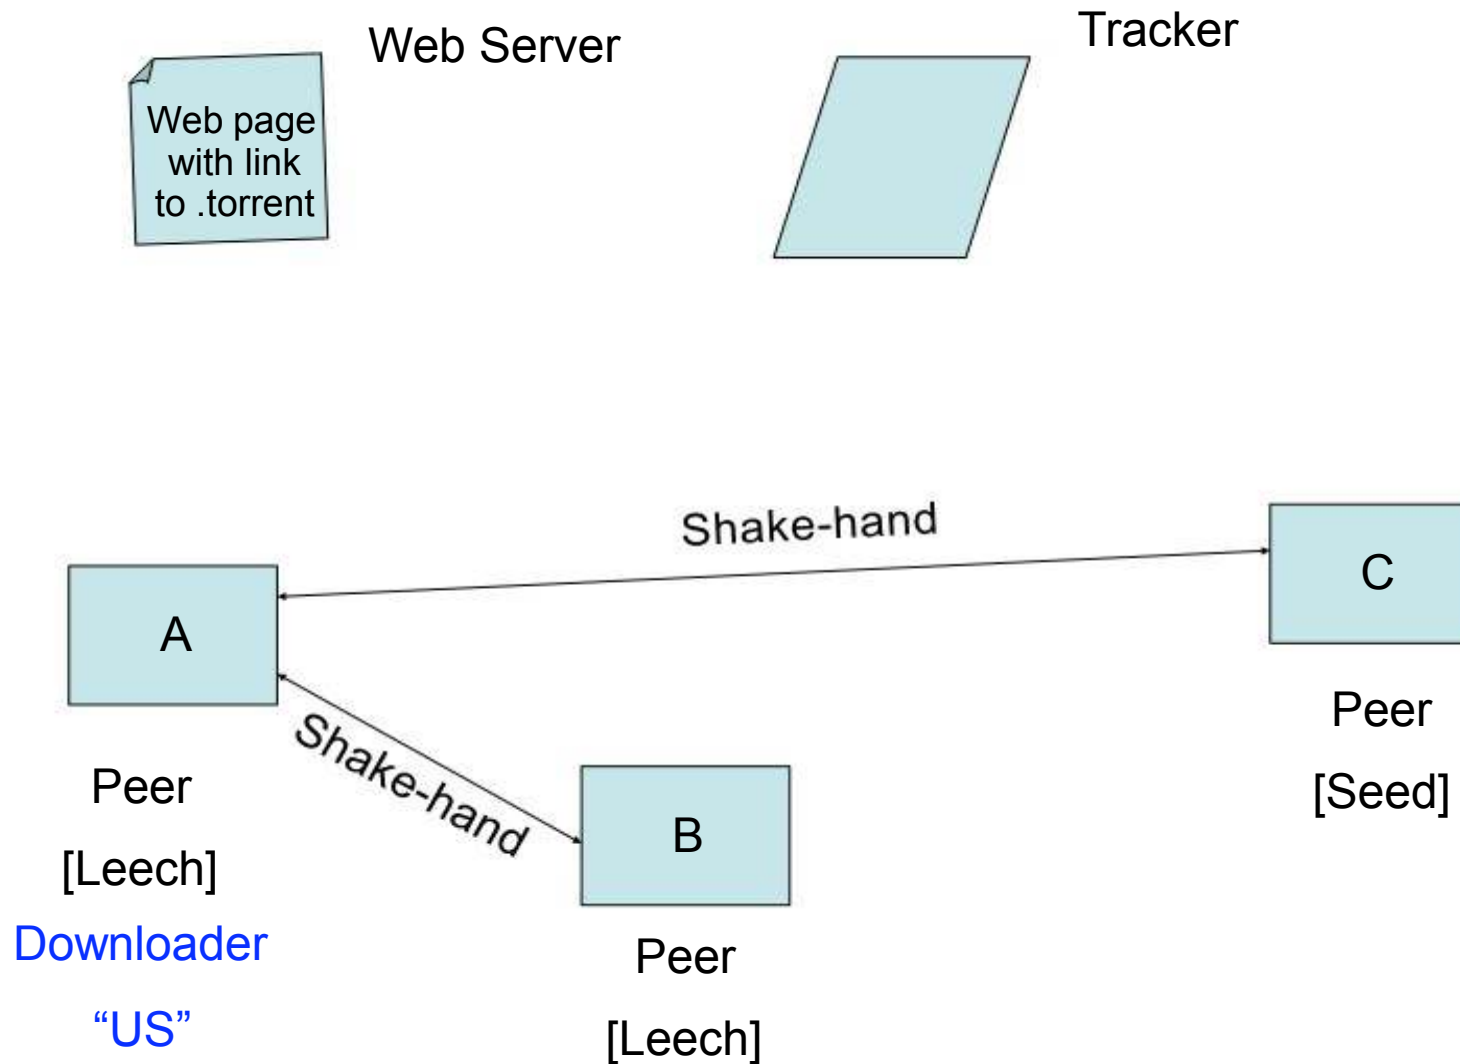 Web Server
Tracker
Web page
with link
to .torrent
Shake-hand
C
A
Peer
[Seed]
Shake-hand
Peer
[Leech]
Downloader
“US”
B
Peer
[Leech]